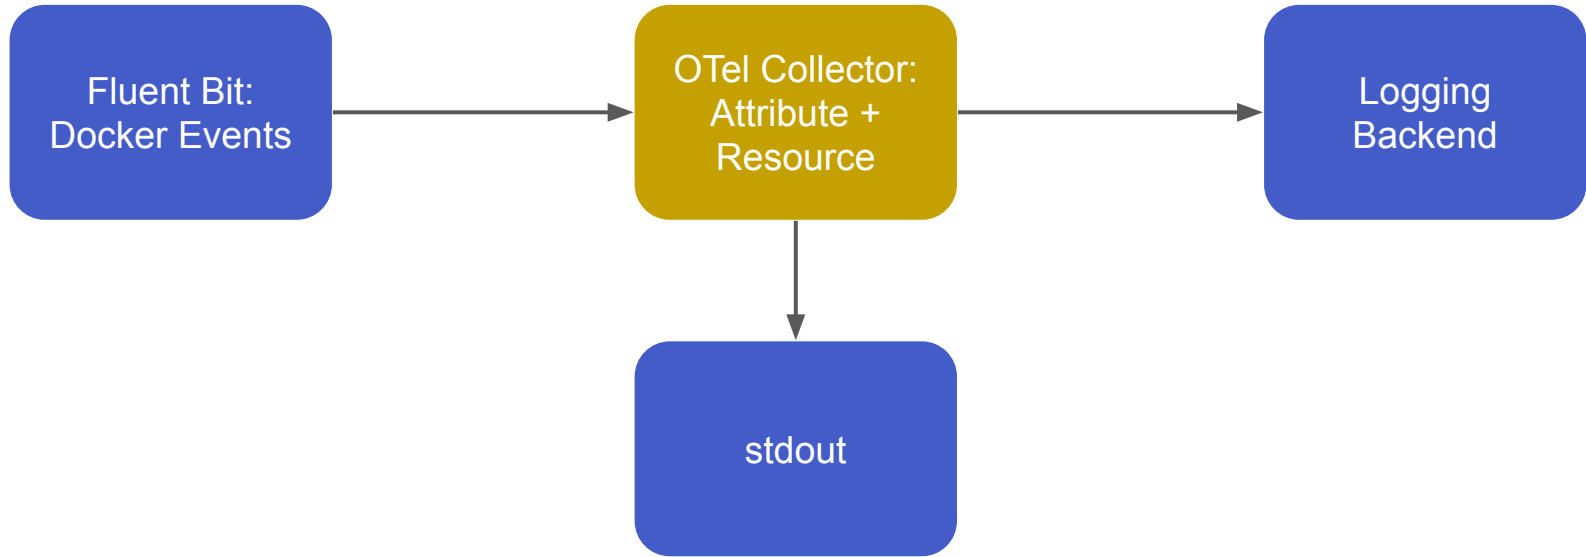 Fluent Bit:
Docker Events
OTel Collector:
Attribute +
Resource
Logging
Backend
stdout